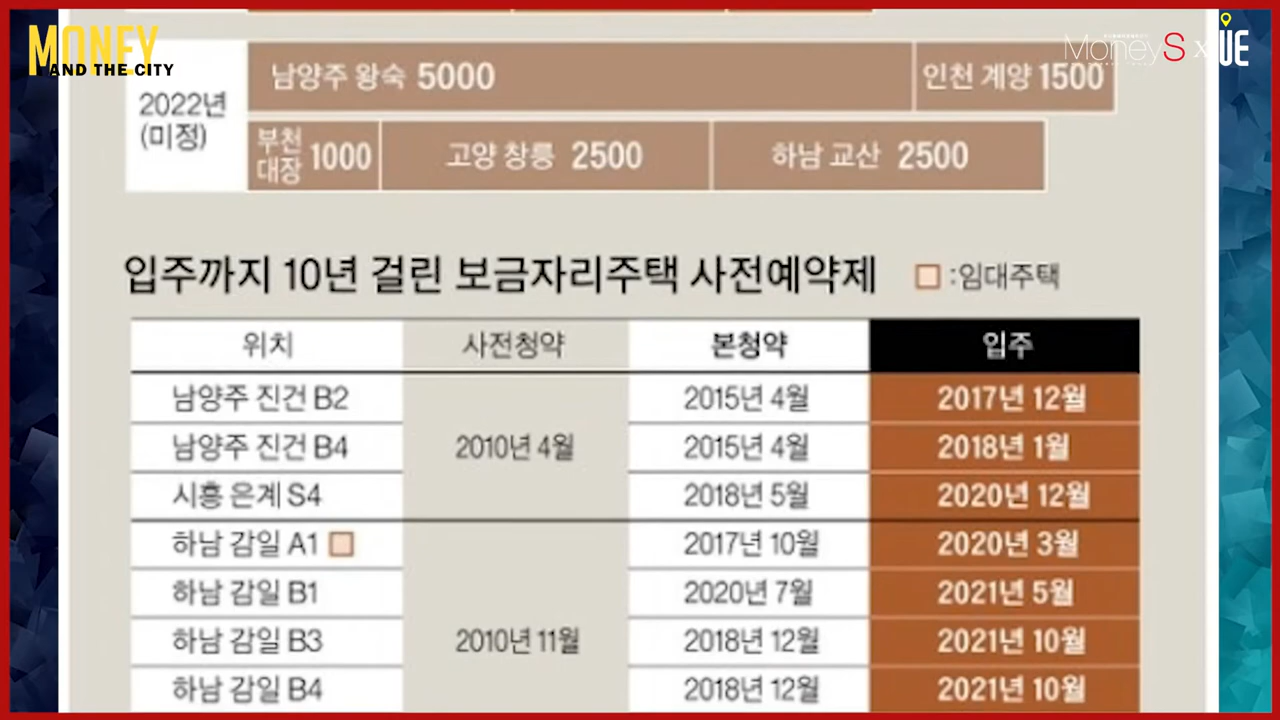 MONEY
AND THE CITY
MoneyS X
UE
2022년
(미정)
남양주 왕숙 5000
인천 계양 1500
부천
대장 1000
고양 창릉 2500
하남 교산 2500
입주까지 10년 걸린 보금자리주택 사전예약제
:임대주택
위치 사전청약 본청약 입주
남양주 진건 B2 2015년 4월 2017년 12월
남양주 진건 B4 2010년 4월 2015년 4월 2018년 1월
시흥 은계 S4 2018년 5월 2020년 12월
하남 감일 A1 2017년 10월 2020년 3월
하남 감일 B1 2020년 7월 2021년 5월
하남 감일 B3 2010년 11월 2018년 12월 2021년 10월
하남 감일 B4 2018년 12월 2021년 10월